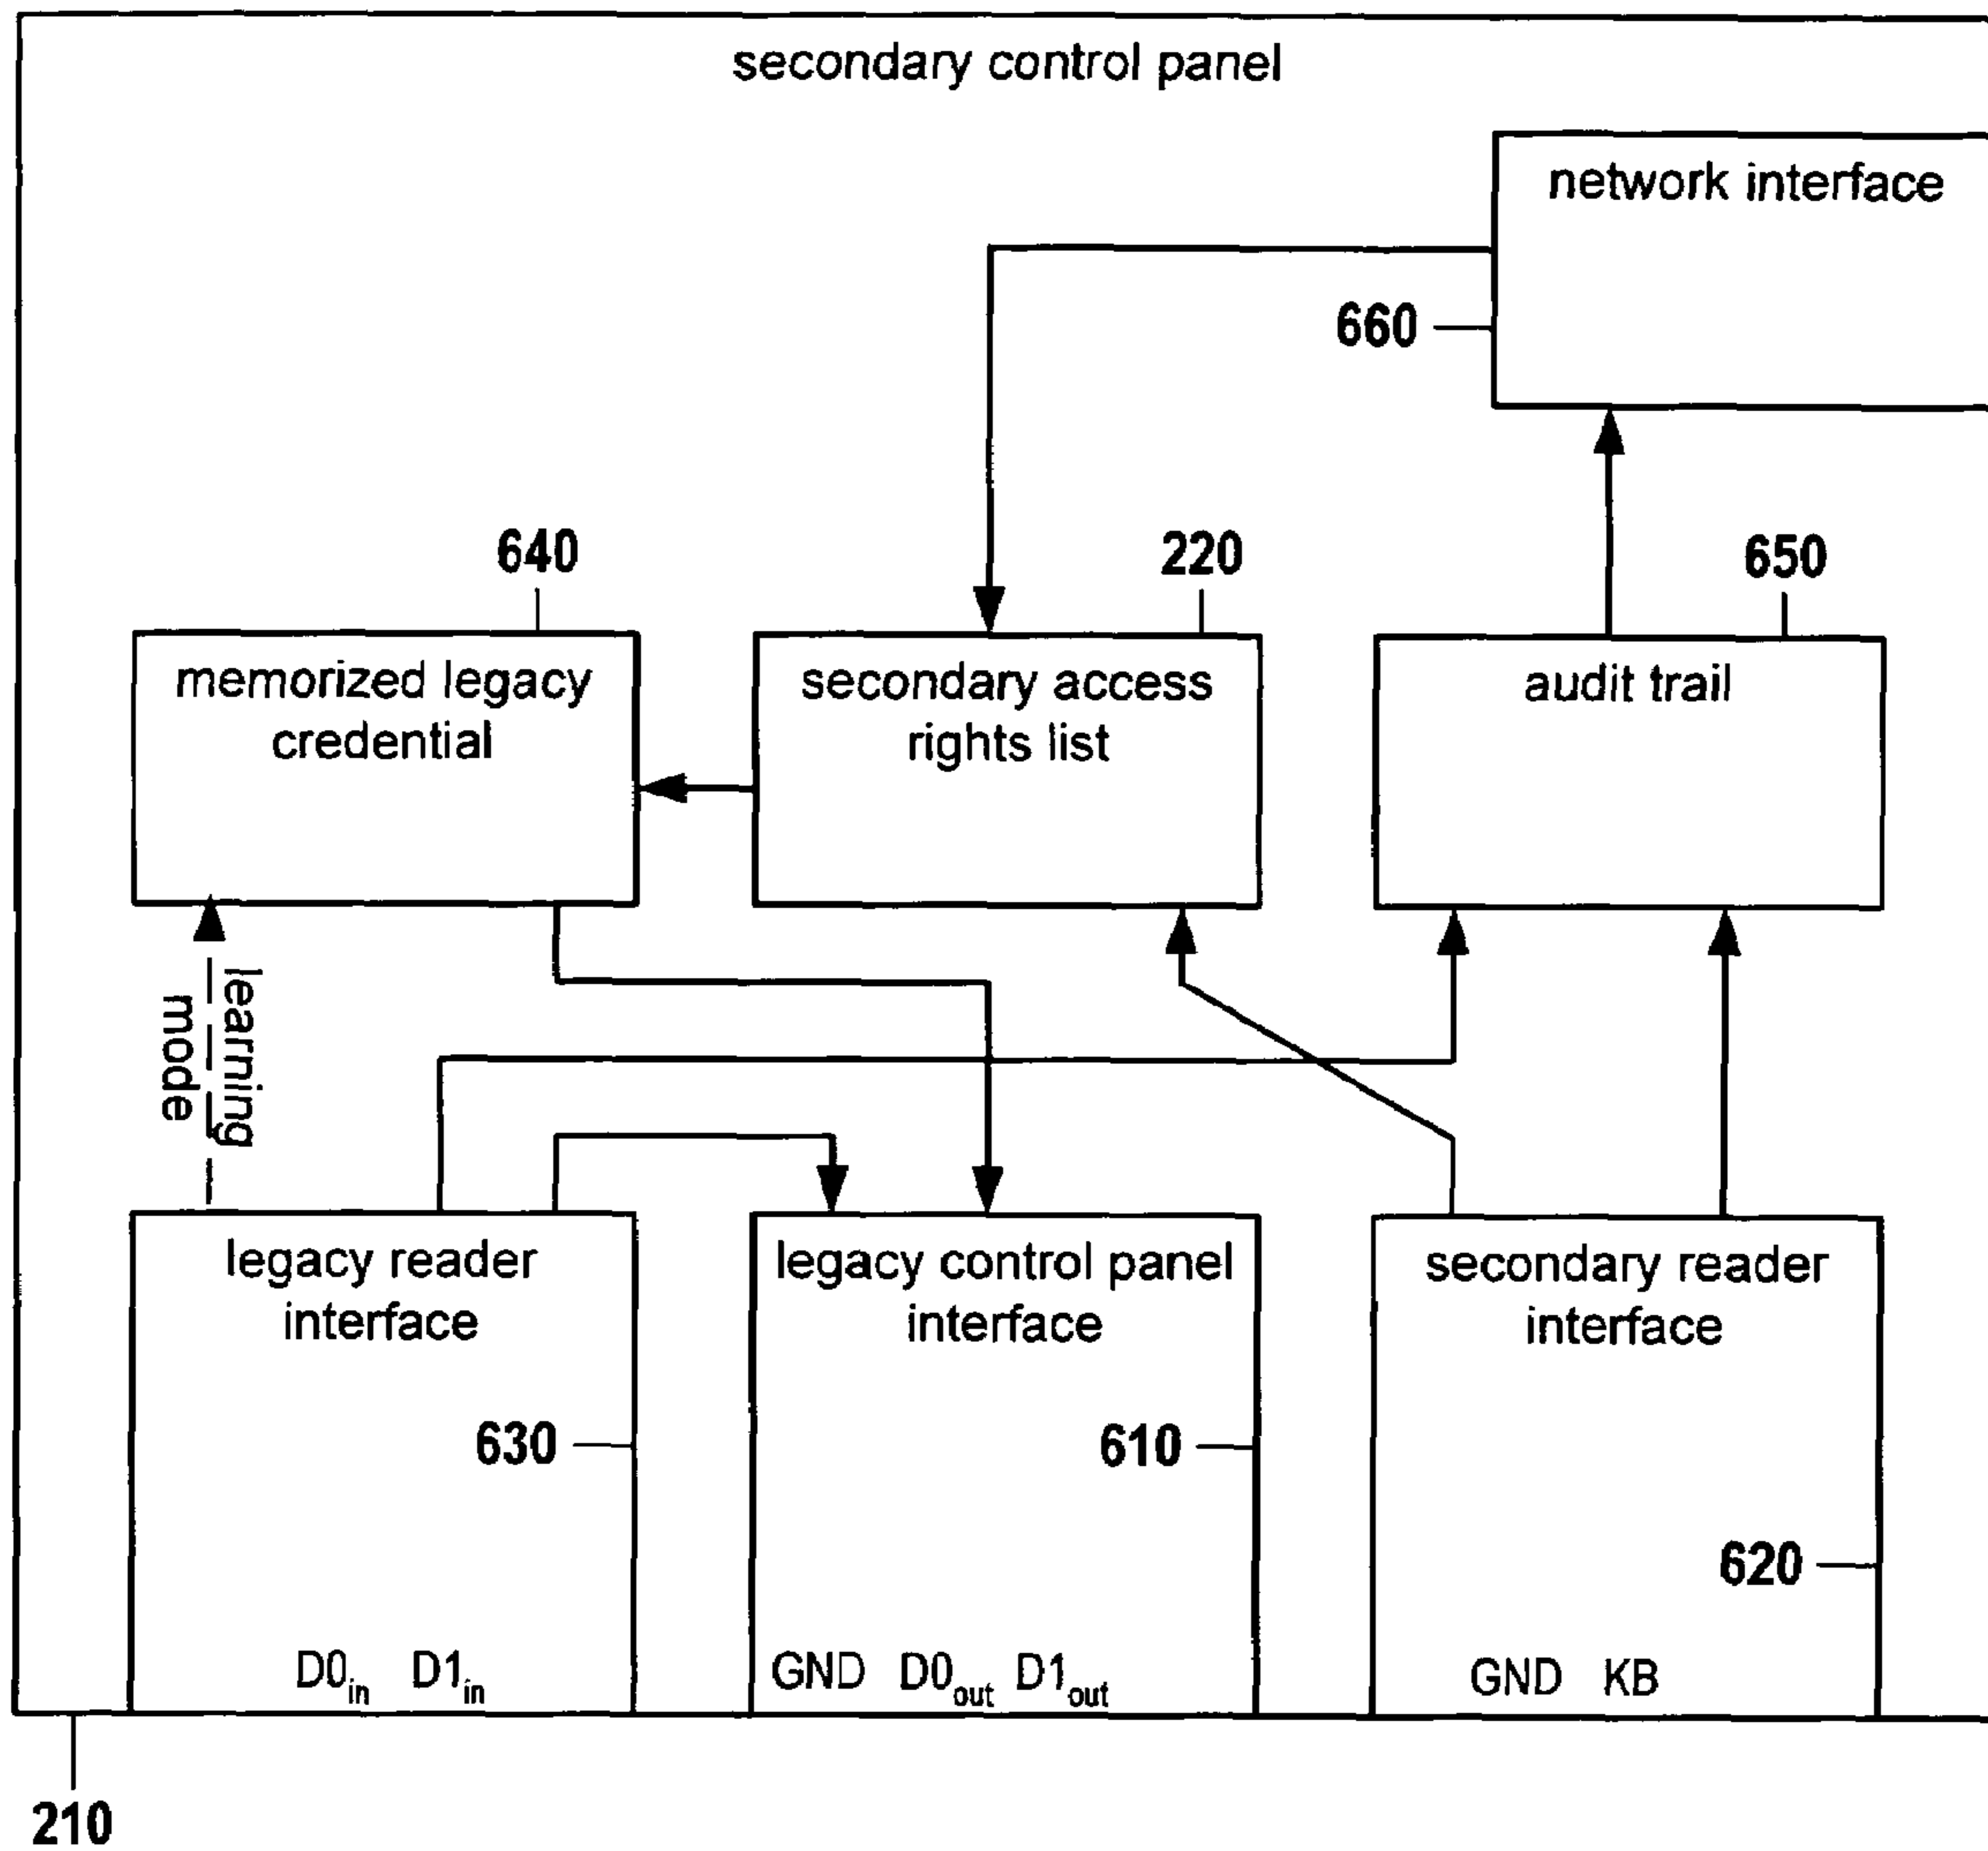 secondary control panel
network interface
660
640
220
650
memorized legacy
credential
secondary access
rights list
audit trail
learning
mode
legacy reader
interface
legacy control panel
interface
secondary reader
interface
630
610
620
D0in D1in
GND D0out D1out
GND KB
210